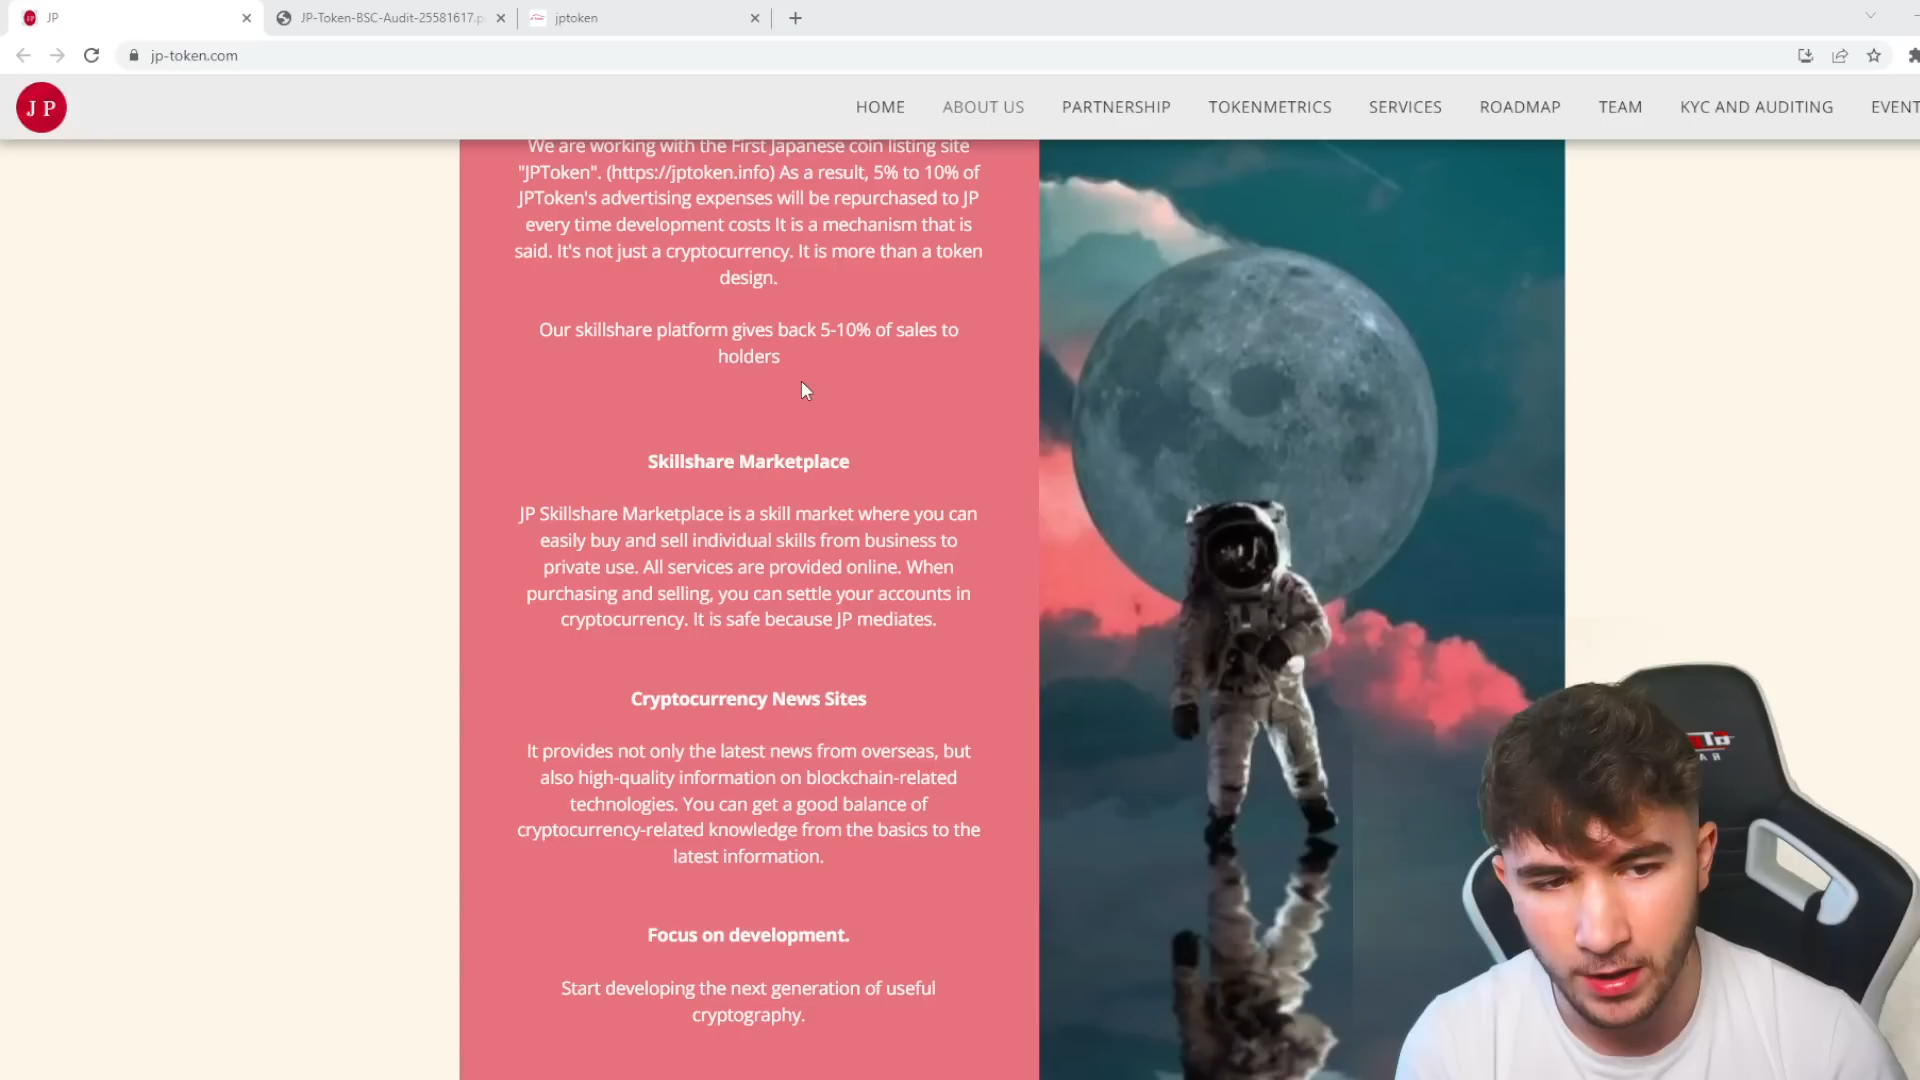 JP
JP-Token-BSC-Audit-25581617.p
jptoken
jp-token.com
J P
HOME
ABOUT US
PARTNERSHIP
TOKENMETRICS
SERVICES
ROADMAP
TEAM
KYC AND AUDITING
EVENT
We are working with the First Japanese coin listing site
"JPToken". (https://jptoken.info) As a result, 5% to 10% of
JPToken's advertising expenses will be repurchased to JP
every time development costs It is a mechanism that is
said. It's not just a cryptocurrency. It is more than a token
design.
Our skillshare platform gives back 5-10% of sales to
holders
Skillshare Marketplace
JP Skillshare Marketplace is a skill market where you can
easily buy and sell individual skills from business to
private use. All services are provided online. When
purchasing and selling, you can settle your accounts in
cryptocurrency. It is safe because JP mediates.
Cryptocurrency News Sites
It provides not only the latest news from overseas, but
also high-quality information on blockchain-related
technologies. You can get a good balance of
cryptocurrency-related knowledge from the basics to the
latest information.
Focus on development.
Start developing the next generation of useful
cryptography.